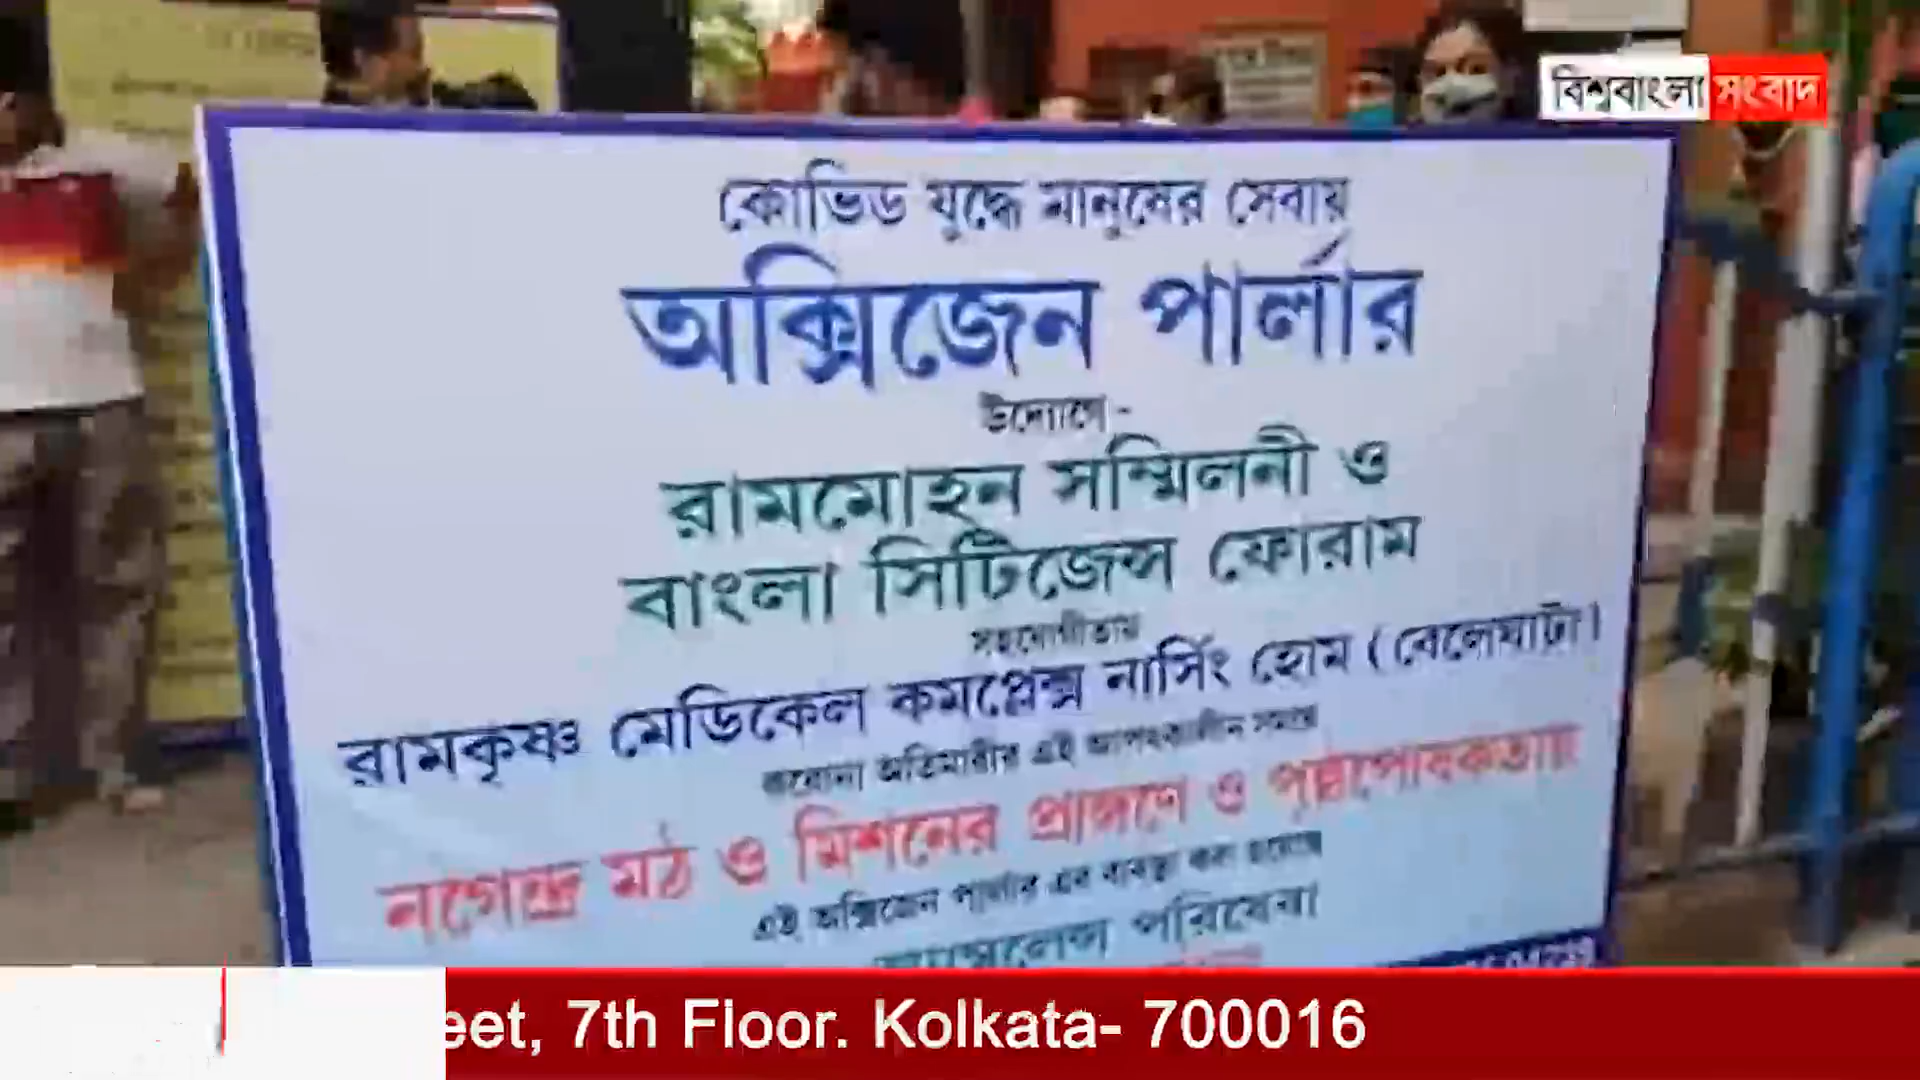 বিশ্ববাংলা সংবাদ
কোভিড যুদ্ধে মানুষের সেবায়
অক্সিজেন পার্লার
উদ্যোগে -
রামমোহন সম্মিলনী ও
বাংলা সিটিজেন্স ফোরাম
সহযোগীতায়
রামকৃষ্ণ মেডিকেল কমপ্লেক্স নার্সিং হোম ( বেলেঘাটা )
করোনা অতিমারীর এই আপৎকালীন সময়ে
নগেন্দ্র মঠ ও মিশনের প্রাঙ্গণে ও পৃষ্ঠপোষকতায়
এই অক্সিজেন পার্লার এর ব্যবস্থা করা হয়েছে
পরিষেবা
eet, 7th Floor. Kolkata- 700016